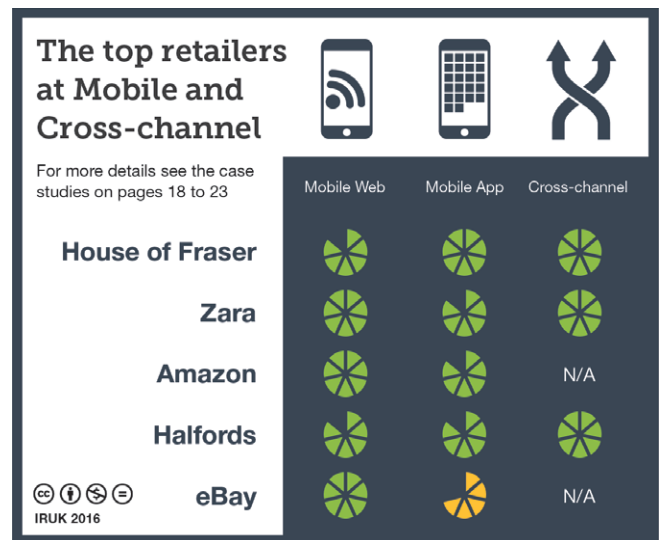 The top retailers
at Mobile and
Cross-channel
For more details see the case
studies on pages 18 to 23
Mobile Web Mobile App Cross-channel
House of Fraser
Zara
Amazon N/A
Halfords
eBay N/A
cc
IRUK 2016